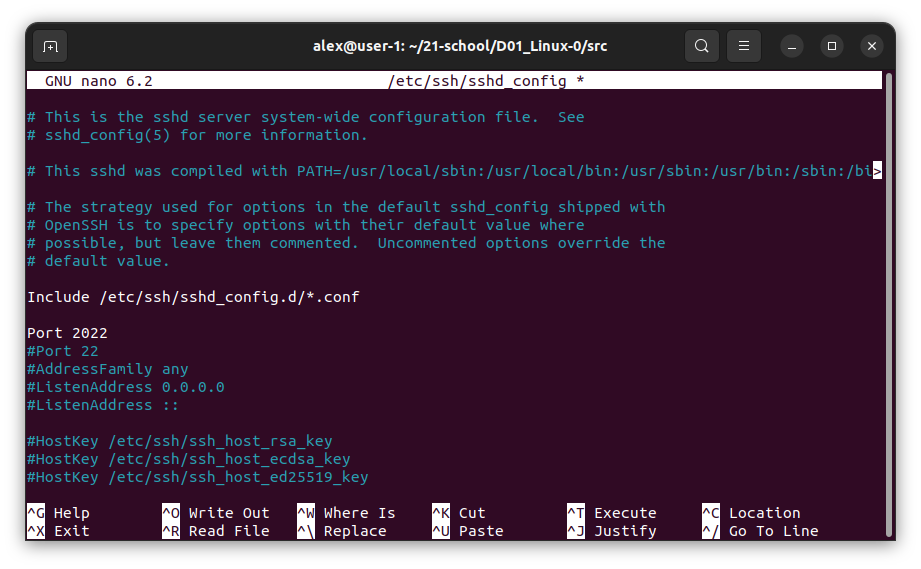 alex@user-1: ~/21-school/D01_Linux-0/src
GNU nano 6.2 /etc/ssh/sshd_config *
# This is the sshd server system-wide configuration file.  See
# sshd_config(5) for more information.
# This sshd was compiled with PATH=/usr/local/sbin:/usr/local/bin:/usr/sbin:/usr/bin:/sbin:/bi>
# The strategy used for options in the default sshd_config shipped with
# OpenSSH is to specify options with their default value where
# possible, but leave them commented.  Uncommented options override the
# default value.
Include /etc/ssh/sshd_config.d/*.conf
Port 2022
#Port 22
#AddressFamily any
#ListenAddress 0.0.0.0
#ListenAddress ::
#HostKey /etc/ssh/ssh_host_rsa_key
#HostKey /etc/ssh/ssh_host_ecdsa_key
#HostKey /etc/ssh/ssh_host_ed25519_key
^G Help ^O Write Out ^W Where Is ^K Cut ^T Execute ^C Location
^X Exit ^R Read File ^\ Replace ^U Paste ^J Justify ^/ Go To Line